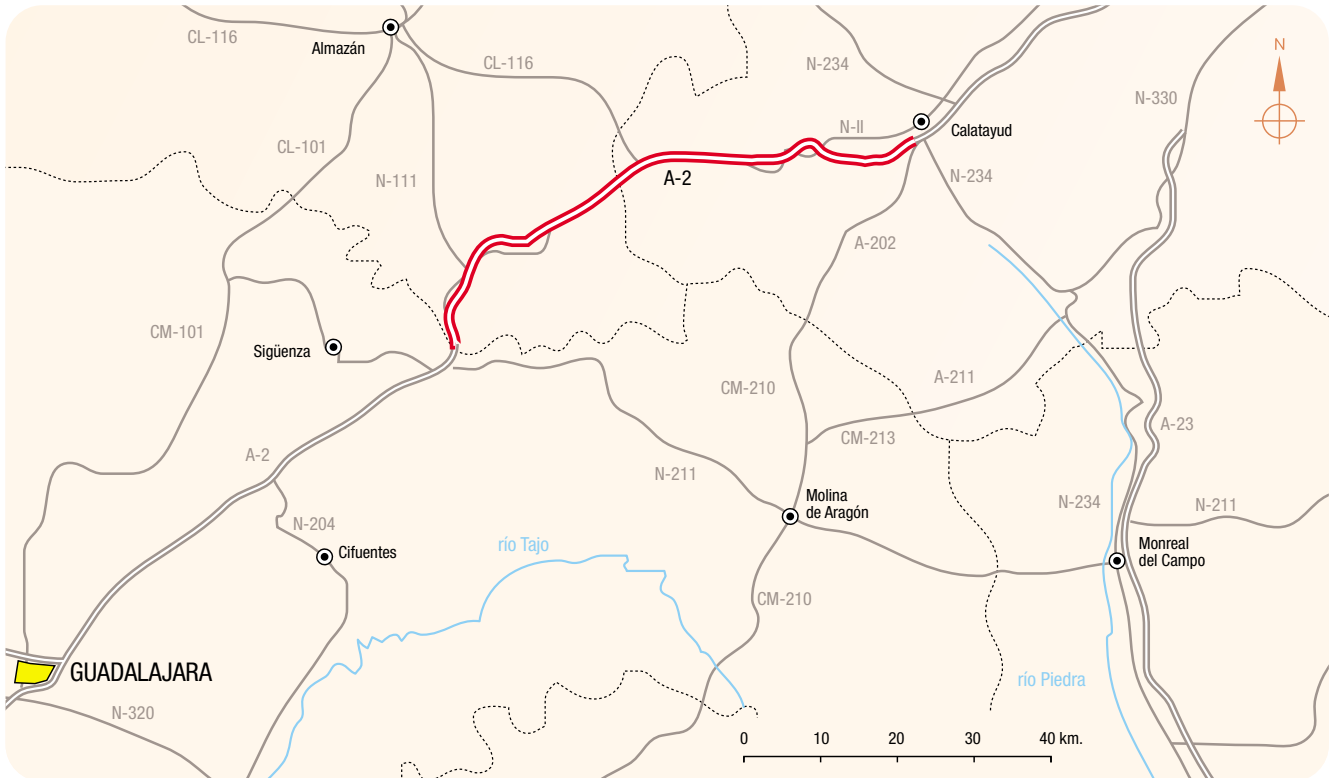 CL-116
Almazán
CL-116
N-234
N
N-330
N-II
Calatayud
CL-101
N-111
A-2
N-234
A-202
CM-101
Sigüenza
CM-210
A-211
CM-213
A-23
A-2
N-211
Molina
de Aragón
N-234
N-211
N-204
Cifuentes
río Tajo
Monreal
del Campo
CM-210
GUADALAJARA
río Piedra
N-320
0 10 20 30 40 km.